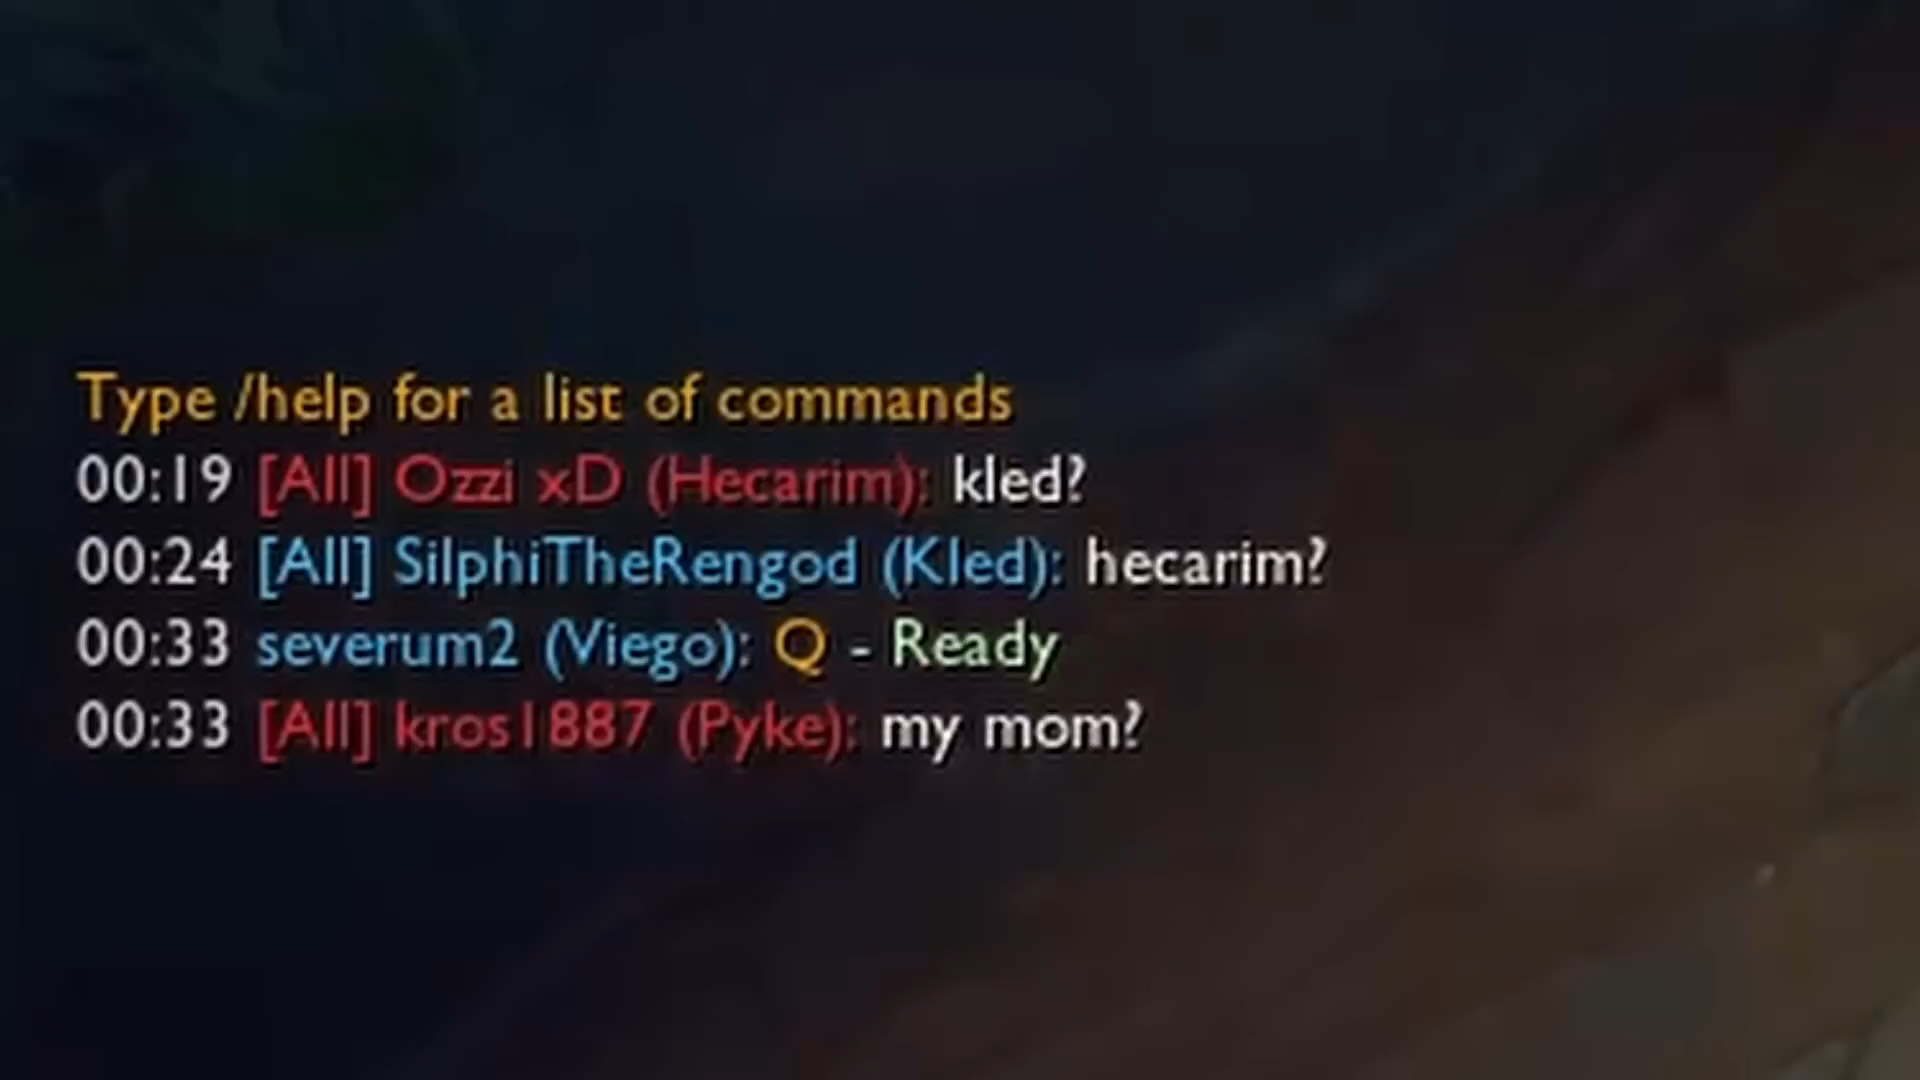 Type /help for a list of commands
00:19 [All] Ozzi xD (Hecarim): kled?
00:24 [All] SilphiTheRengod (Kled): hecarim?
00:33 severum2 (Viego): Q - Ready
00:33 [All] kros1887 (Pyke): my mom?